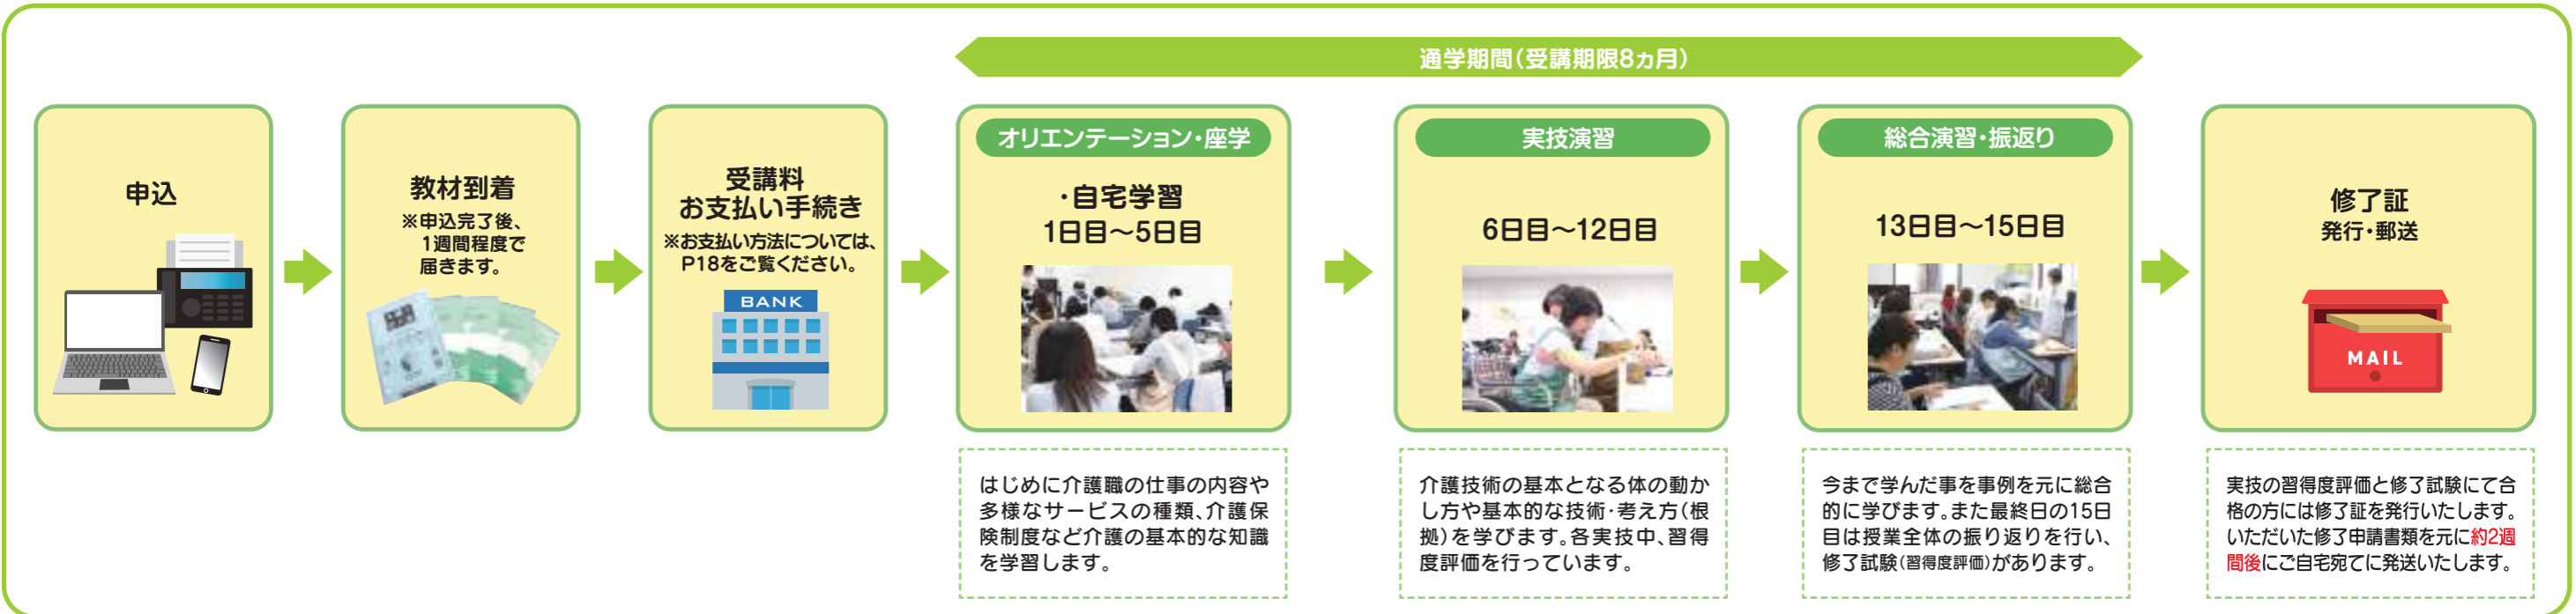 通学期間(受講期限8ヵ月)
申込
教材到着
※申込完了後、
1週間程度で
届きます。
受講料
お支払い手続き
※お支払い方法については、
P18をご覧ください。
BANK
オリエンテーション・座学
・自宅学習
1日目～5日目
はじめに介護職の仕事の内容や
多様なサービスの種類、介護保
険制度など介護の基本的な知識
を学習します。
実技演習
6日目～12日目
介護技術の基本となる体の動か
し方や基本的な技術・考え方(根
拠)を学びます。各実技中、習得
度評価を行っています。
総合演習・振返り
13日目～15日目
今まで学んだ事を事例を元に総合
的に学びます。また最終日の15日
目は授業全体の振り返りを行い、
修了試験(習得度評価)があります。
修了証
発行・郵送
MAIL
実技の習得度評価と修了試験にて合
格の方には修了証を発行いたします。
いただいた修了申請書類を元に約2週
間後にご自宅宛てに発送いたします。